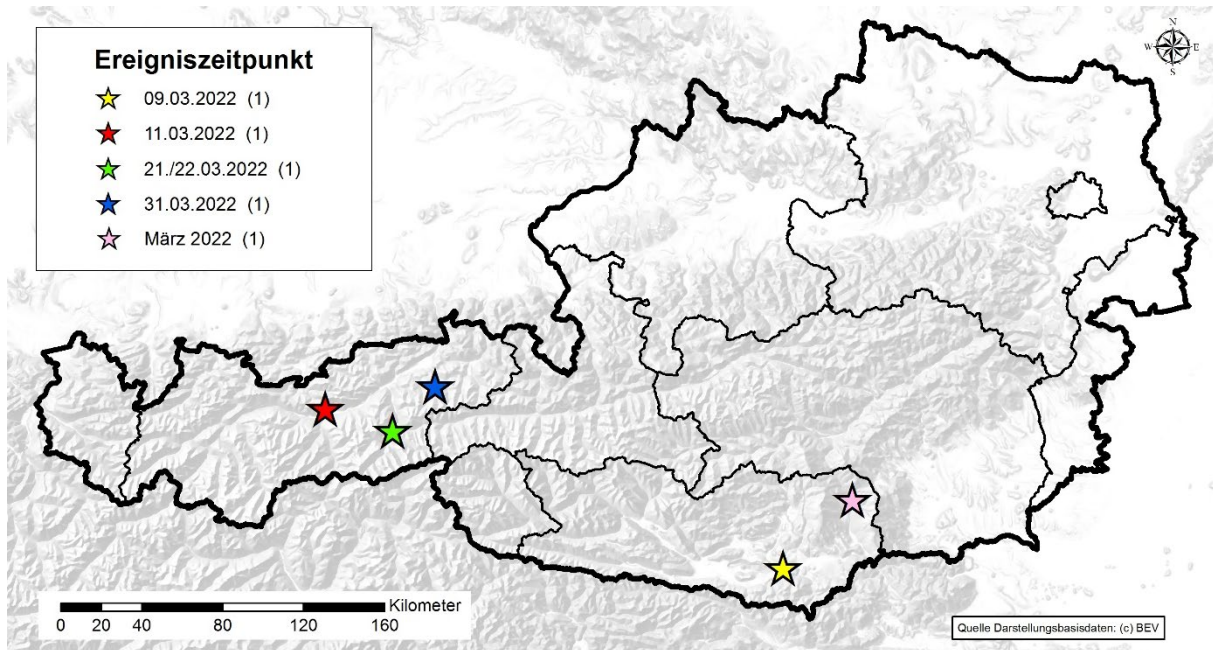 Ereigniszeitpunkt
09.03.2022 (1)
11.03.2022 (1)
21./22.03.2022 (1)
31.03.2022 (1)
März 2022 (1)
N
W E
S
Kilometer
0 20 40 80 120 160
Quelle Darstellungsbasisdaten: (c) BEV